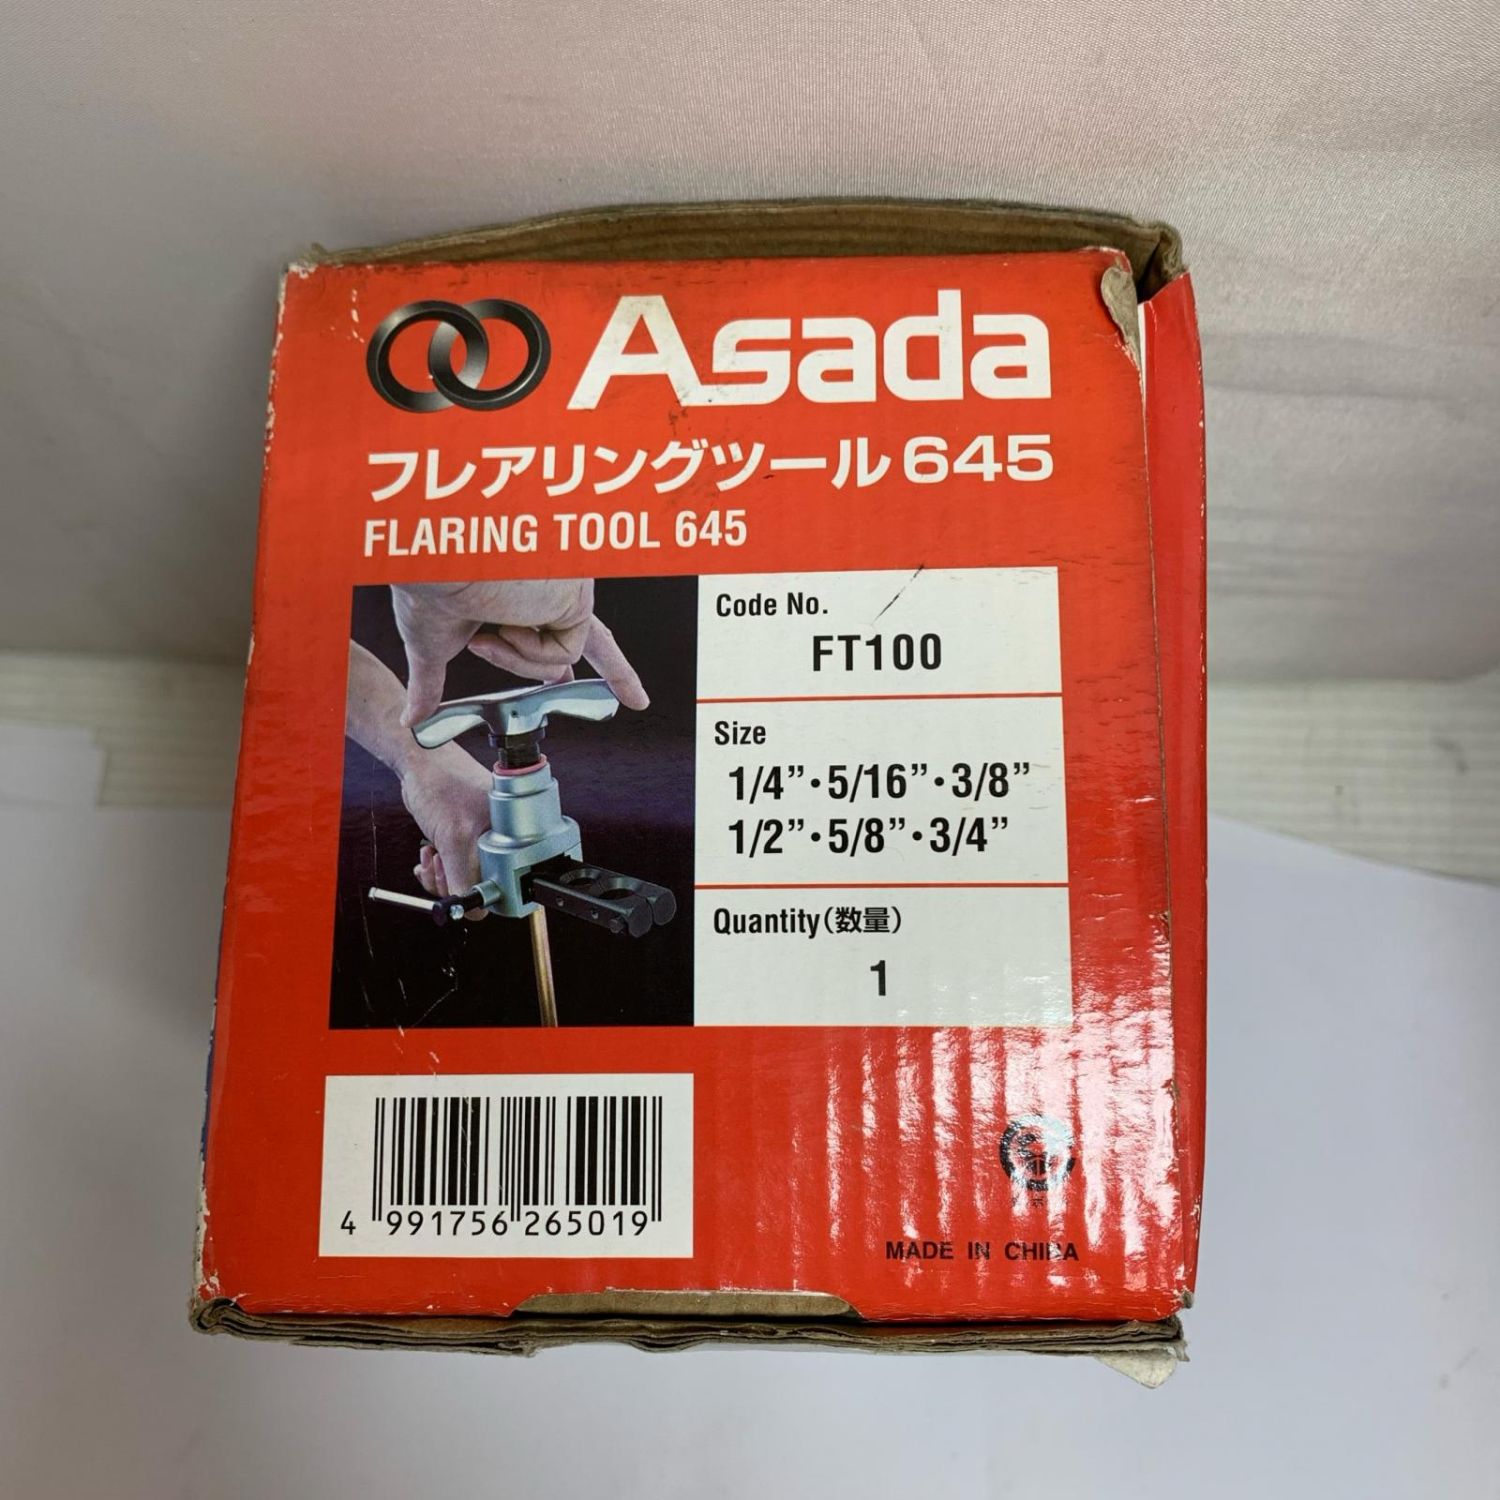 Asada
フレアリングツール645
FLARING TOOL 645
Code No.
FT100
Size
1/4”・5/16”・3/8”
1/2”・5/8”・3/4”
Quantity(数量)
1
4 991756 265019
MADE IN CHINA